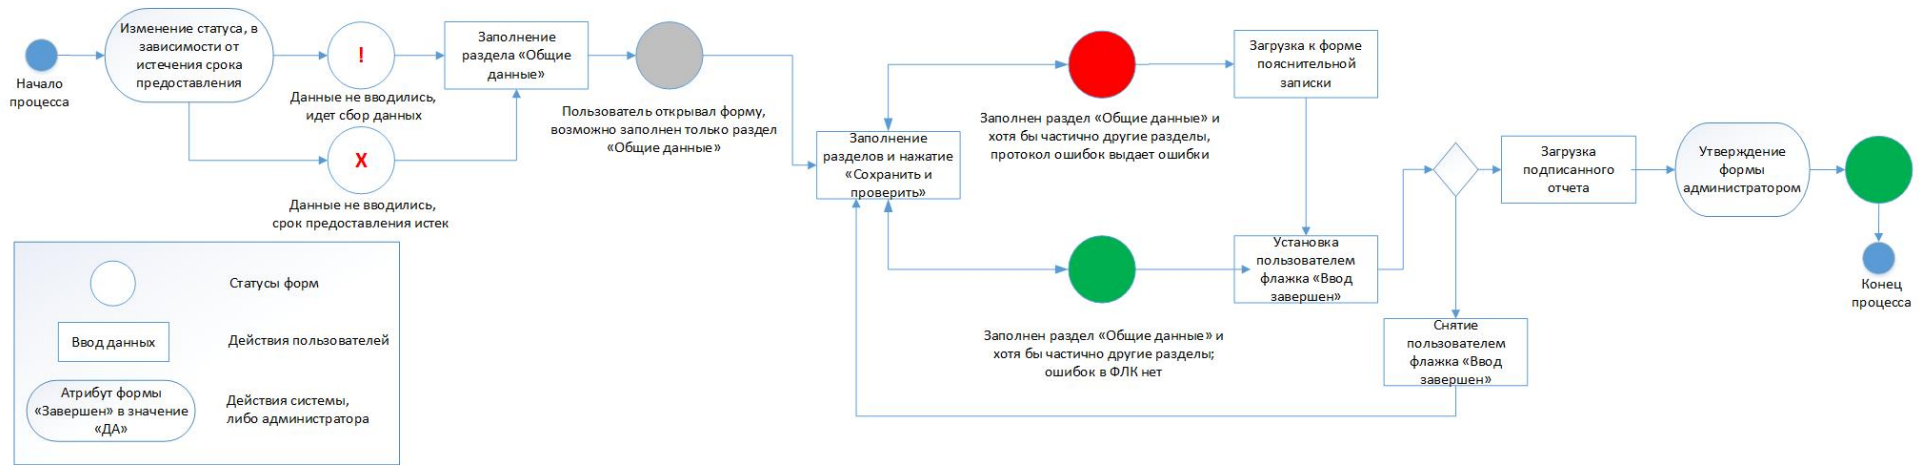 Начало
процесса
Изменение статуса, в
зависимости от
истечения срока
предоставления
!
Данные не вводились,
идет сбор данных
X
Данные не вводились,
срок предоставления истек
Заполнение
раздела «Общие
данные»
Пользователь открывал форму,
возможно заполнен только раздел
«Общие данные»
Заполнение
разделов и нажатие
«Сохранить и
проверить»
Заполнен раздел «Общие данные» и
хотя бы частично другие разделы,
протокол ошибок выдает ошибки
Загрузка к форме
пояснительной
записки
Заполнен раздел «Общие данные» и
хотя бы частично другие разделы;
ошибок в ФЛК нет
Установка
пользователем
флажка «Ввод
завершен»
Снятие
пользователем
флажка «Ввод
завершен»
Загрузка
подписанного
отчета
Утверждение
формы
администратором
Конец
процесса
Статусы форм
Ввод данных
Действия пользователей
Атрибут формы
«Завершен» в значение
«ДА»
Действия системы,
либо администратора